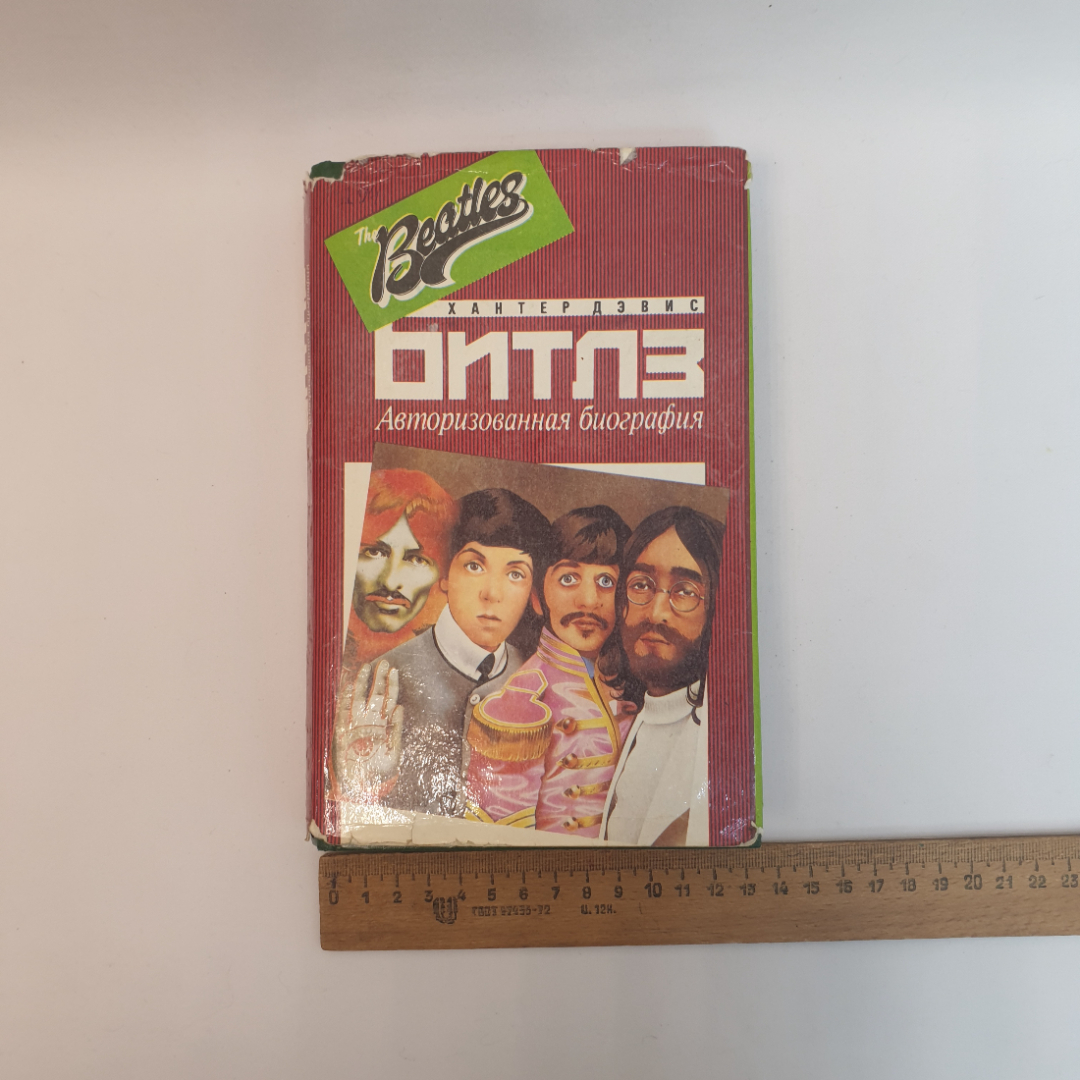 The
Beatles
ХАНТЕР ДЭВИС
БИТЛЗ
Авторизованная биография
0 1 2 3 4 5 6 7 8 9 10 11 12 13 14 15 16 17 18 19 20 21 22 23
Ц. 12к.